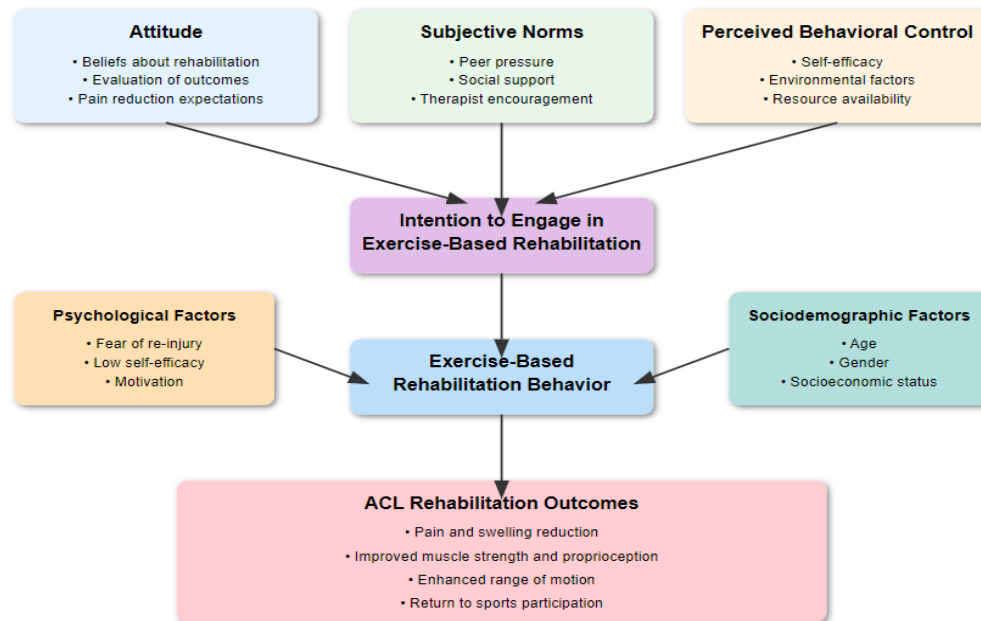 Attitude
• Beliefs about rehabilitation
• Evaluation of outcomes
• Pain reduction expectations
Subjective Norms
• Peer pressure
• Social support
• Therapist encouragement
Perceived Behavioral Control
• Self-efficacy
• Environmental factors
• Resource availability
Intention to Engage in
Exercise-Based Rehabilitation
Psychological Factors
• Fear of re-injury
• Low self-efficacy
• Motivation
Exercise-Based
Rehabilitation Behavior
Sociodemographic Factors
• Age
• Gender
• Socioeconomic status
ACL Rehabilitation Outcomes
• Pain and swelling reduction
• Improved muscle strength and proprioception
• Enhanced range of motion
• Return to sports participation